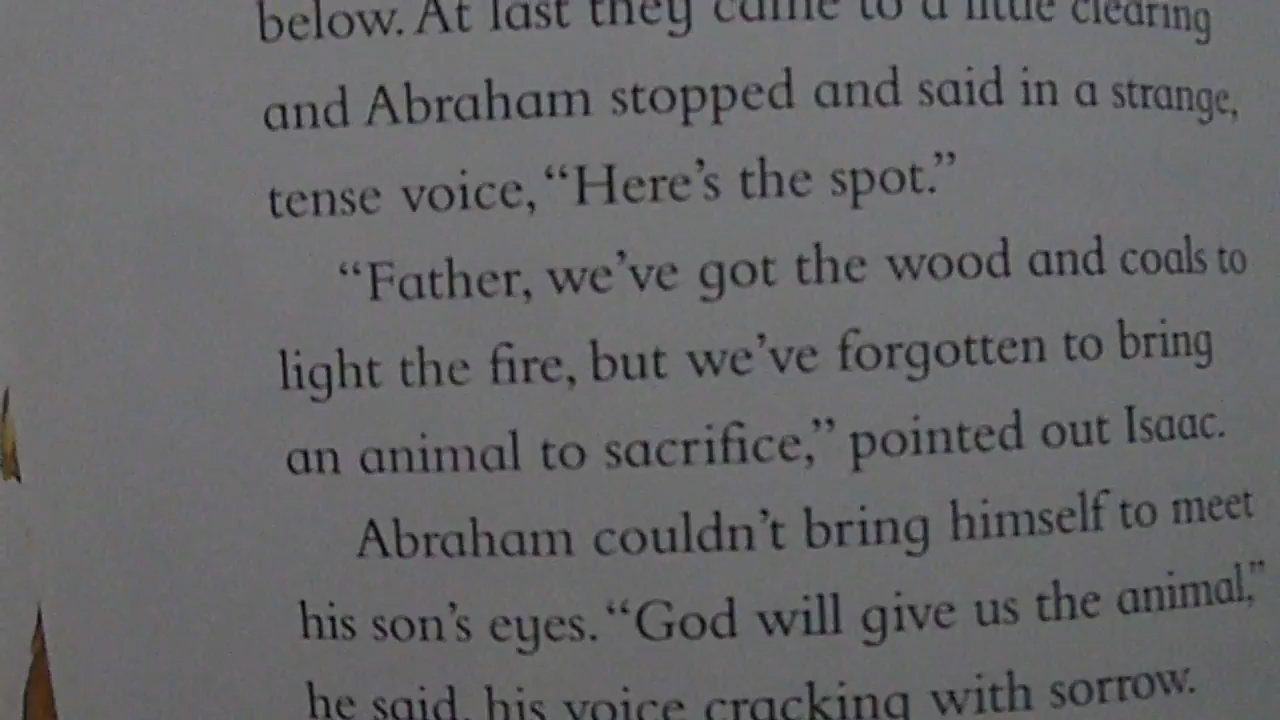 below. At last they came to a little clearing
and Abraham stopped and said in a strange,
tense voice, “Here’s the spot.”
“Father, we’ve got the wood and coals to
light the fire, but we’ve forgotten to bring
an animal to sacrifice,” pointed out Isaac.
Abraham couldn’t bring himself to meet
his son’s eyes. “God will give us the animal,”
he said, his voice cracking with sorrow.